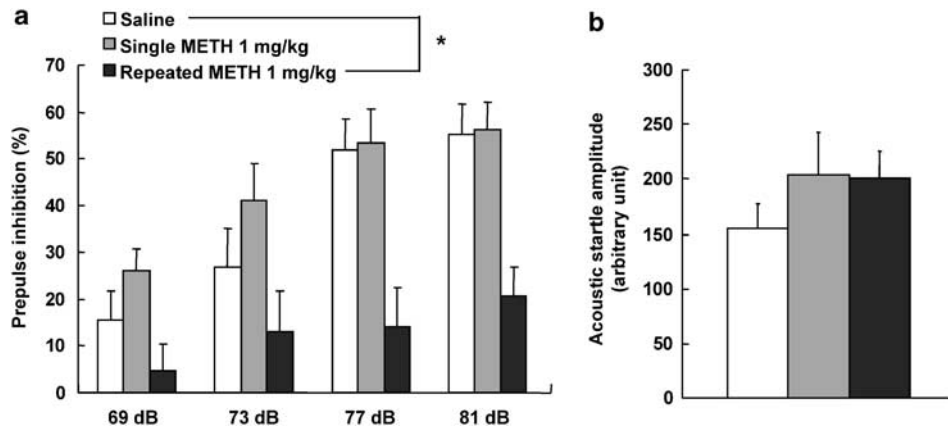 a
Saline
Single METH 1 mg/kg
Repeated METH 1 mg/kg
*
Prepulse inhibition (%)
70
60
50
40
30
20
10
0
69 dB 73 dB 77 dB 81 dB
b
Acoustic startle amplitude
(arbitrary unit)
300
250
200
150
100
50
0